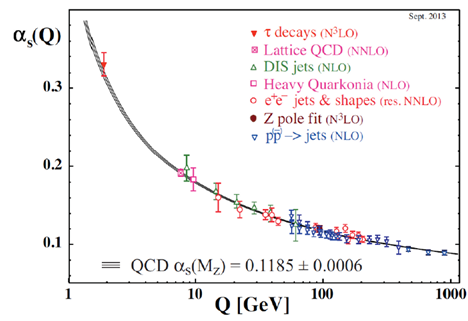 Sept. 2013
αs(Q)
τ decays (N³LO)
Lattice QCD (NNLO)
DIS jets (NLO)
Heavy Quarkonia (NLO)
e⁺e⁻ jets & shapes (res. NNLO)
Z pole fit (N³LO)
pp̅ –> jets (NLO)
0.3
0.2
0.1
QCD αs(Mz) = 0.1185 ± 0.0006
1 10 100 1000
Q [GeV]